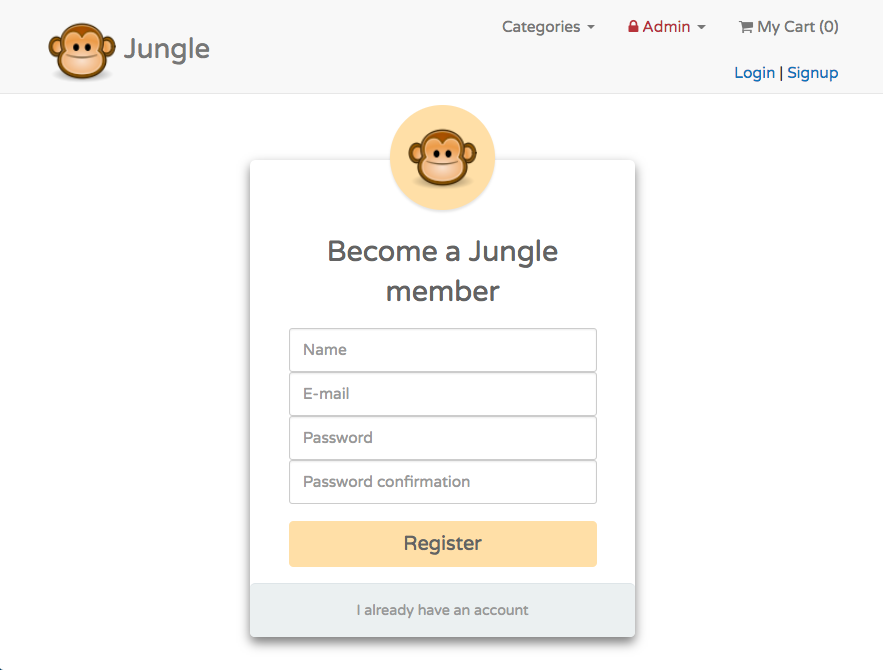 Jungle
Categories
Admin
My Cart (0)
Login | Signup
Become a Jungle
member
Name
E-mail
Password
Password confirmation
Register
I already have an account